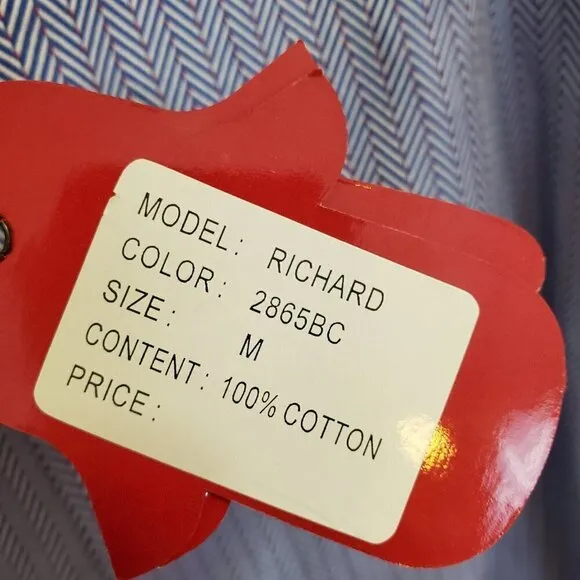 MODEL: RICHARD
COLOR: 2865BC
SIZE: M
CONTENT: 100% COTTON
PRICE: